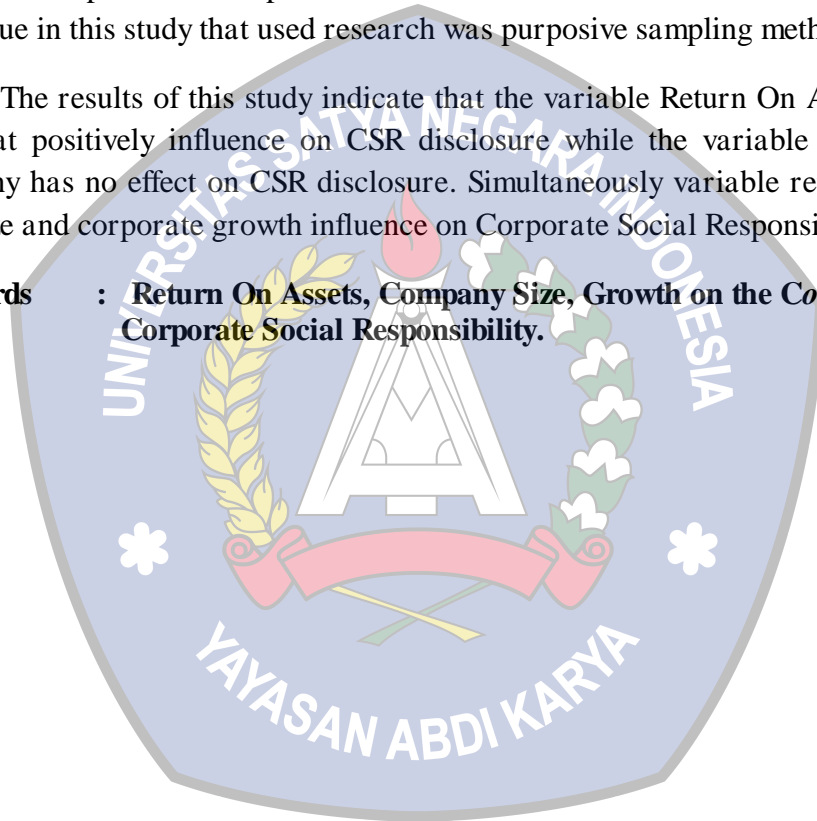 ue in this study that used research was purposive sampling meth
The results of this study indicate that the variable Return On A
at positively influence on CSR disclosure while the variable
ny has no effect on CSR disclosure. Simultaneously variable re
te and corporate growth influence on Corporate Social Responsi
rds : Return On Assets, Company Size, Growth on the Co
Corporate Social Responsibility.
UNIVERSITAS SATYA NEGARA INDONESIA
YAYASAN ABDI KARYA